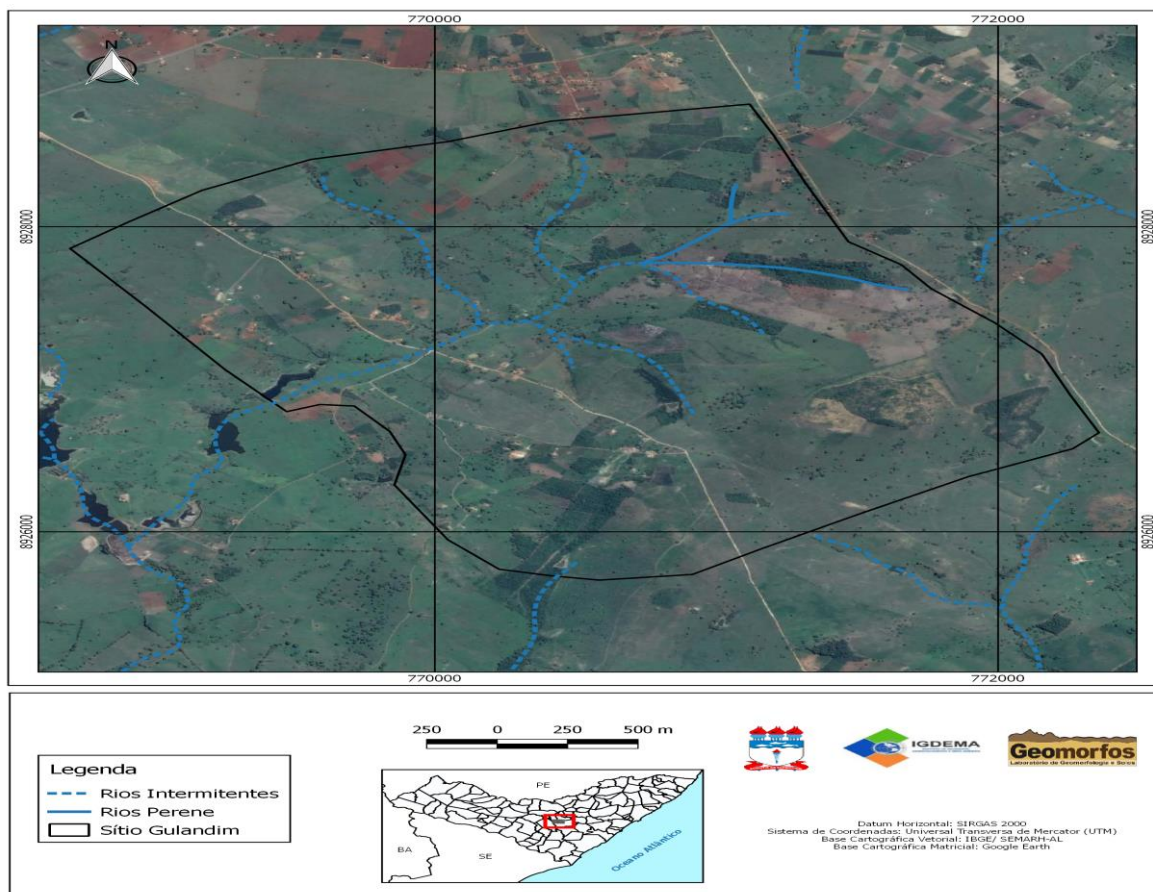 770000
772000
N
8928000
8928000
8926000
8926000
770000
772000
250 0 250 500 m
Legenda
Rios Intermitentes
Rios Perene
Sítio Gulandim
PE
BA
SE
Oceano Atlântico
IGDEMA
Geomorfos
Laboratório de Geomorfologia e Solos
Datum Horizontal: SIRGAS 2000
Sistema de Coordenadas: Universal Transversa de Mercator (UTM)
Base Cartográfica Vetorial: IBGE/ SEMARH-AL
Base Cartográfica Matricial: Google Earth